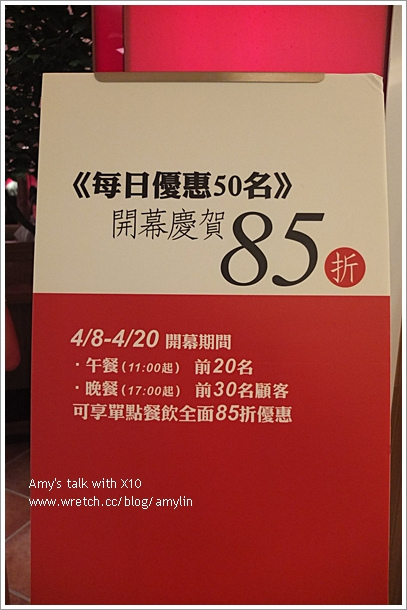 《每日優惠50名》
開幕慶賀85折
4/8-4/20 開幕期間
·午餐(11:00起) 前20名
·晚餐(17:00起) 前30名顧客
可享單點餐飲全面85折優惠
Amy's talk with X10
www.wretch.cc/blog/amylin